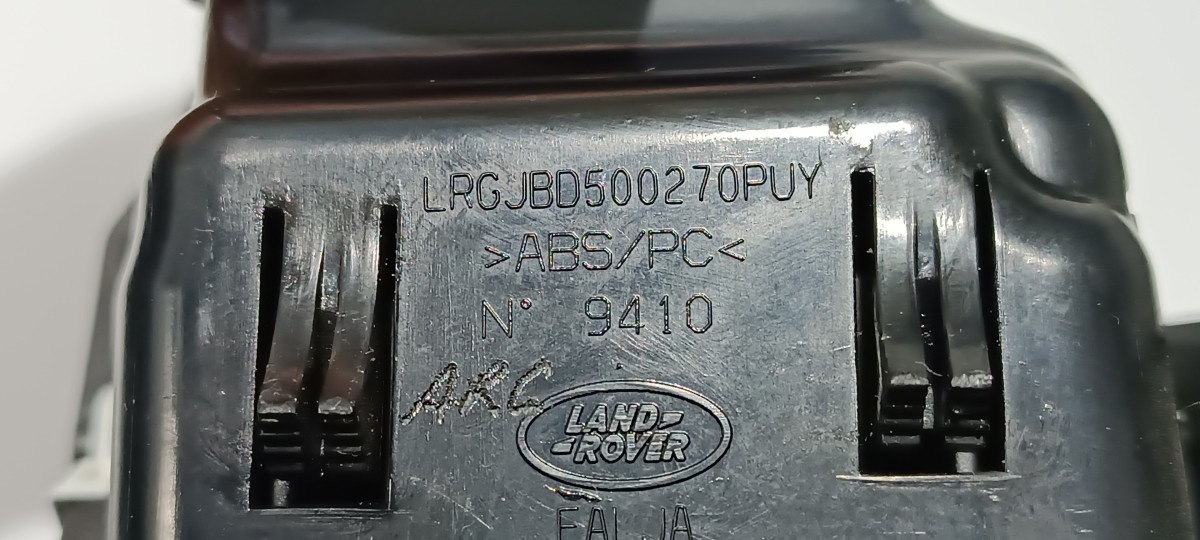 LRGJBD500270PUY
>ABS/PC<
N° 9410
ARC
LAND-
-ROVER